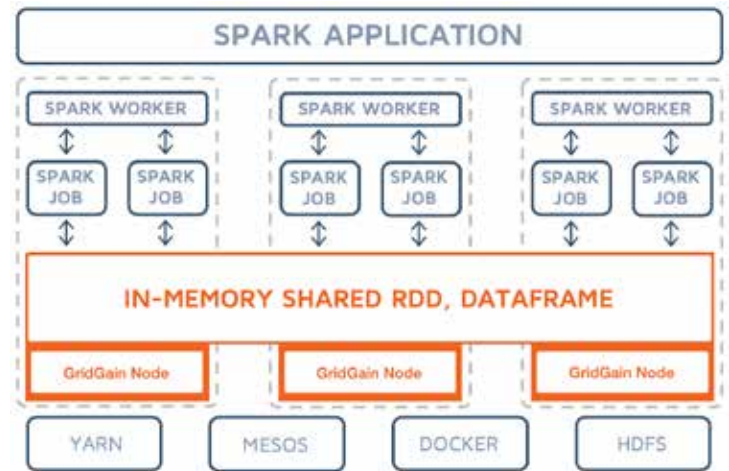 SPARK APPLICATION
SPARK WORKER
SPARK WORKER
SPARK WORKER
SPARK
JOB
SPARK
JOB
SPARK
JOB
SPARK
JOB
SPARK
JOB
SPARK
JOB
IN-MEMORY SHARED RDD, DATAFRAME
GridGain Node
GridGain Node
GridGain Node
YARN
MESOS
DOCKER
HDFS